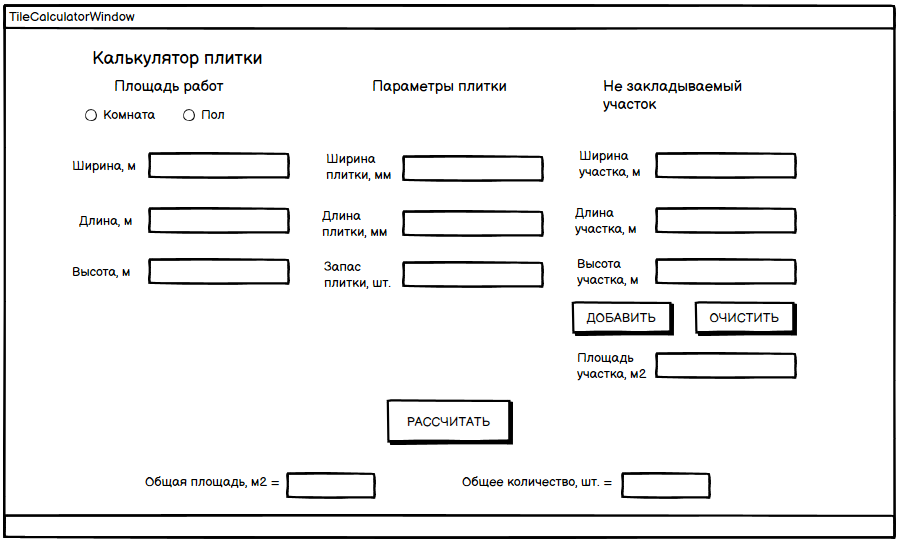 TileCalculatorWindow
Калькулятор плитки
Площадь работ
Параметры плитки
Не закладываемый
участок
Комната
Пол
Ширина, м
Ширина
плитки, мм
Ширина
участка, м
Длина, м
Длина
плитки, мм
Длина
участка, м
Высота, м
Запас
плитки, шт.
Высота
участка, м
ДОБАВИТЬ
ОЧИСТИТЬ
Площадь
участка, м2
РАССЧИТАТЬ
Общая площадь, м2 =
Общее количество, шт. =